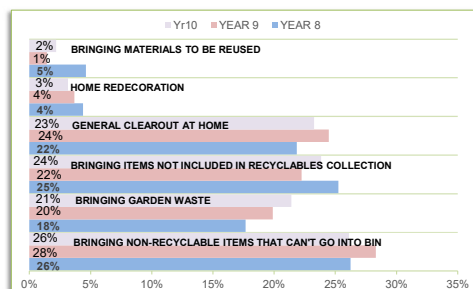 Yr10 YEAR 9 YEAR 8
2% BRINGING MATERIALS TO BE REUSED
1%
5%
3% HOME REDECORATION
4%
4%
23% GENERAL CLEAROUT AT HOME
24%
22%
24% BRINGING ITEMS NOT INCLUDED IN RECYCLABLES COLLECTION
22%
25%
21% BRINGING GARDEN WASTE
20%
18%
26% BRINGING NON-RECYCLABLE ITEMS THAT CAN'T GO INTO BIN
28%
26%
0% 5% 10% 15% 20% 25% 30% 35%